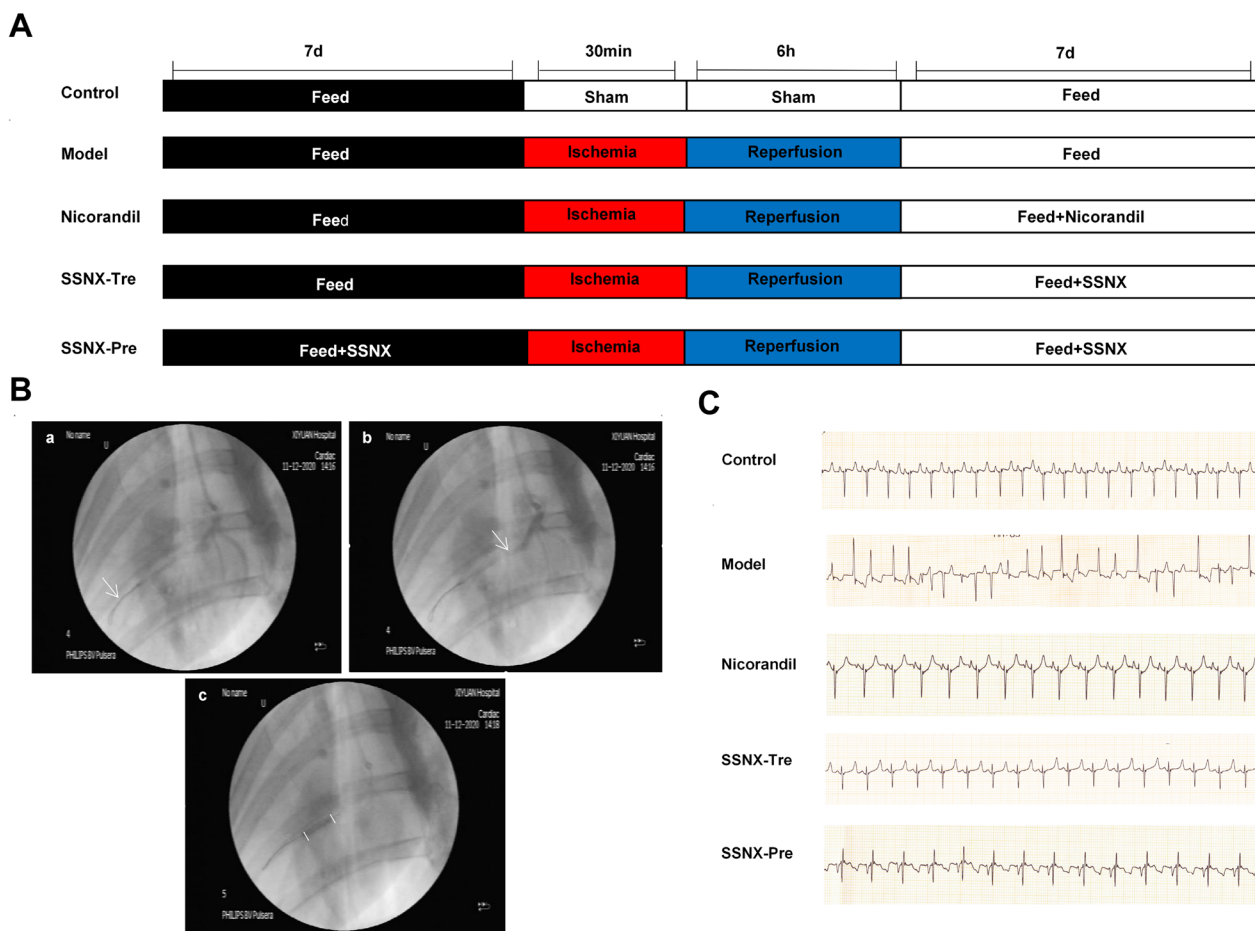 A
7d 30min 6h 7d
Control Feed Sham Sham Feed
Model Feed Ischemia Reperfusion Feed
Nicorandil Feed Ischemia Reperfusion Feed+Nicorandil
SSNX-Tre Feed Ischemia Reperfusion Feed+SSNX
SSNX-Pre Feed+SSNX Ischemia Reperfusion Feed+SSNX
B
a
No name
U
XIYUAN Hospital
Cardiac
11-12-2020 14:16
4
PHILIPS BV Pulsera
b
No name
U
XIYUAN Hospital
Cardiac
11-12-2020 14:16
4
PHILIPS BV Pulsera
c
No name
U
XIYUAN Hospital
Cardiac
11-12-2020 14:18
5
PHILIPS BV Pulsera
C
Control
Model
Nicorandil
SSNX-Tre
SSNX-Pre